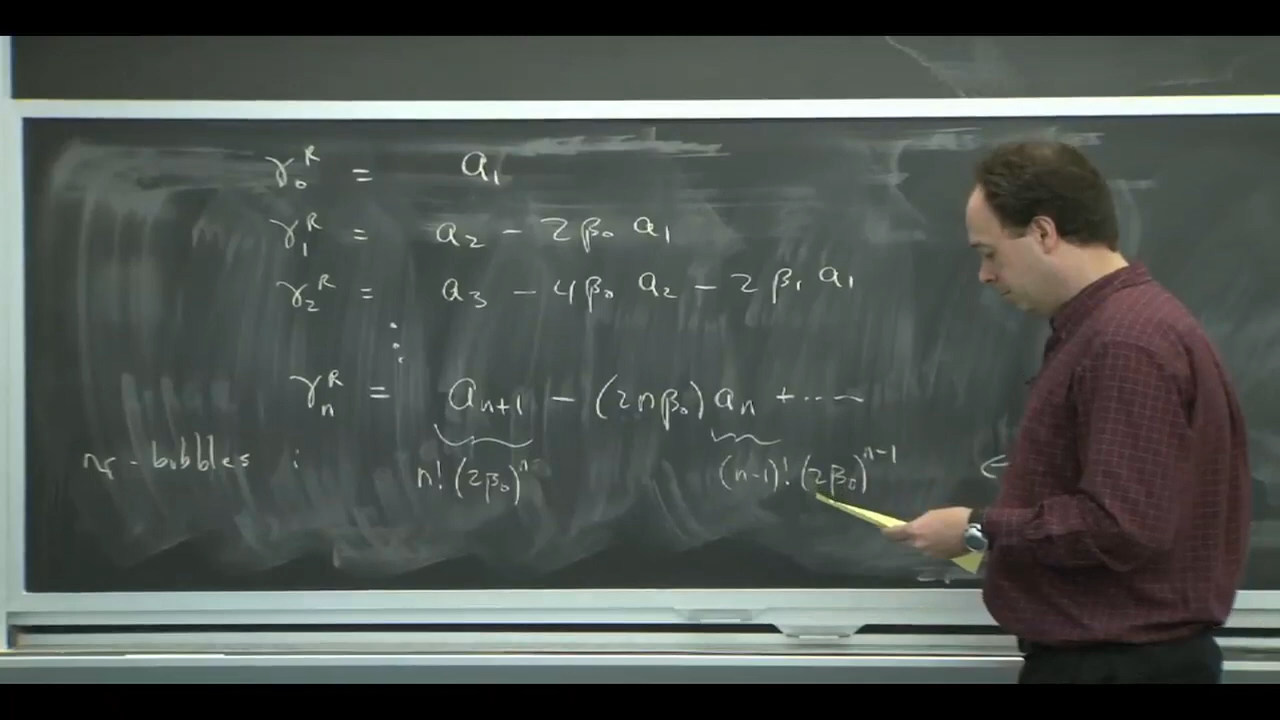 γ₀ᴿ = a₁
γ₁ᴿ = a₂ − 2β₀ a₁
γ₂ᴿ = a₃ − 4β₀ a₂ − 2β₁ a₁
⋮
γₙᴿ = aₙ₊₁ − (2nβ₀) aₙ + ⋯
n_f - bubbles : n! (2β₀)ⁿ (n-1)! (2β₀)ⁿ⁻¹